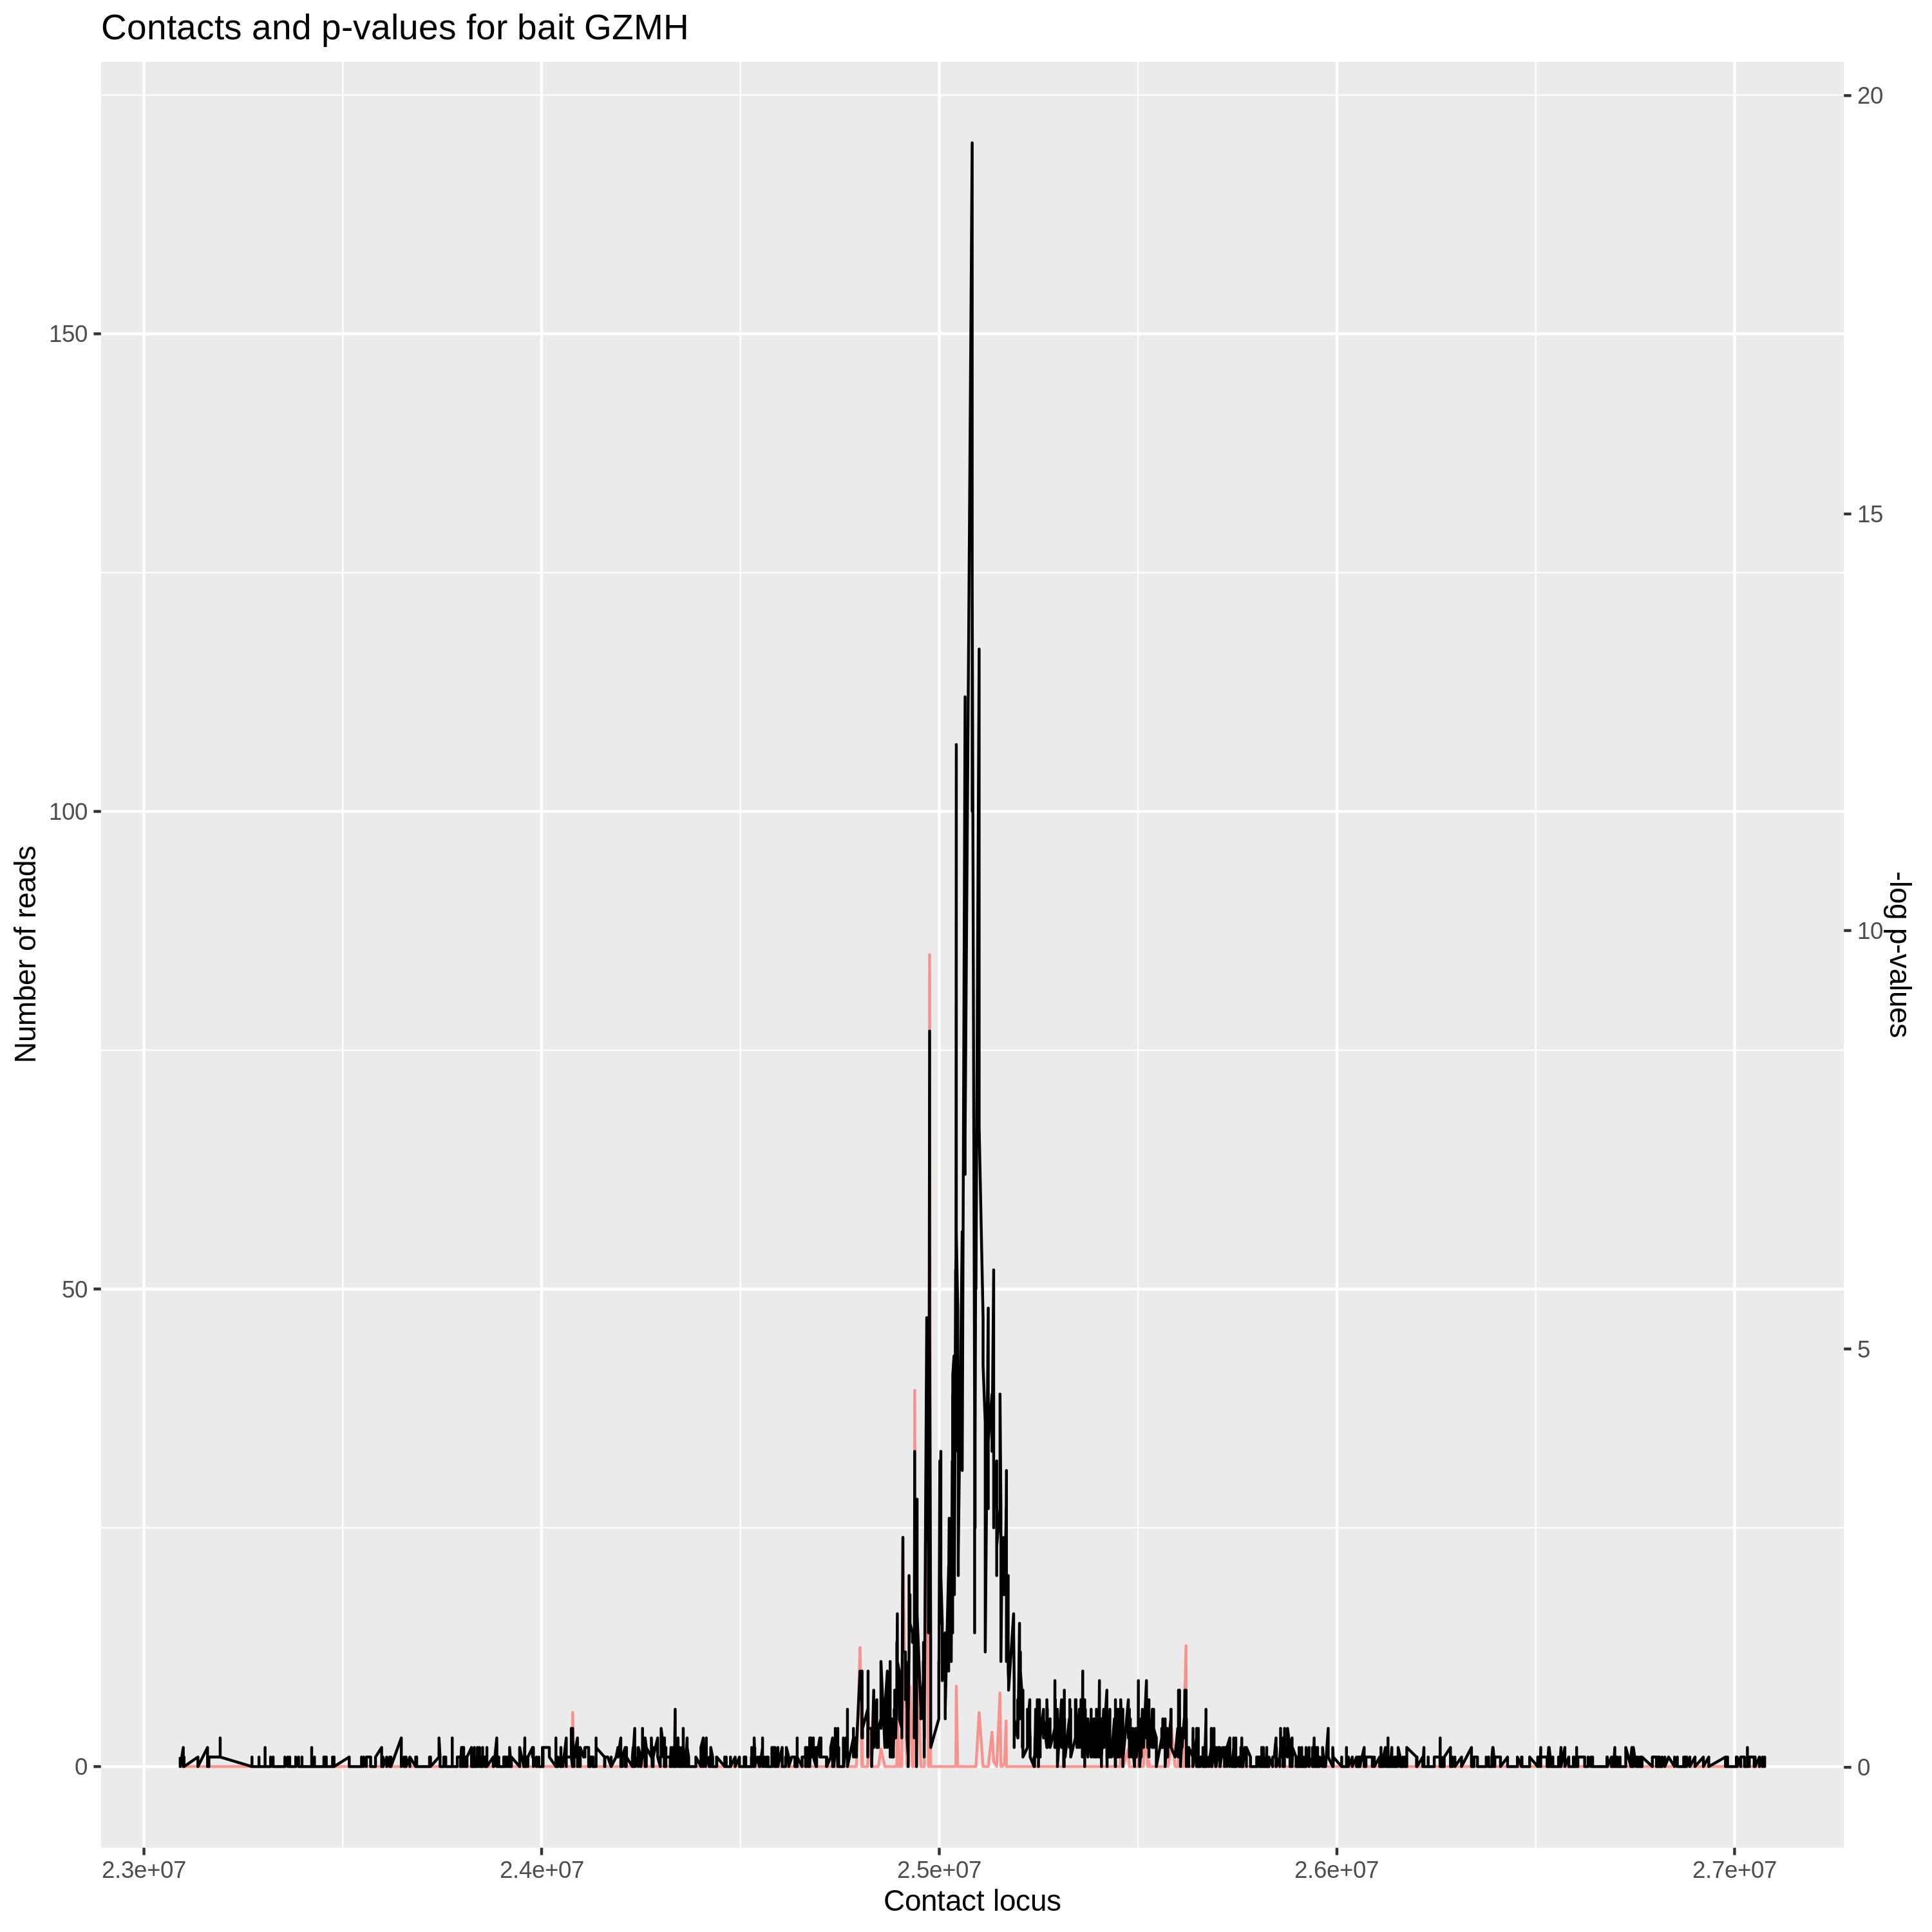 Contacts and p-values for bait GZMH
20
150
15
100
10
50
5
0
0
Number of reads
-log p-values
2.3e+07 2.4e+07 2.5e+07 2.6e+07 2.7e+07
Contact locus